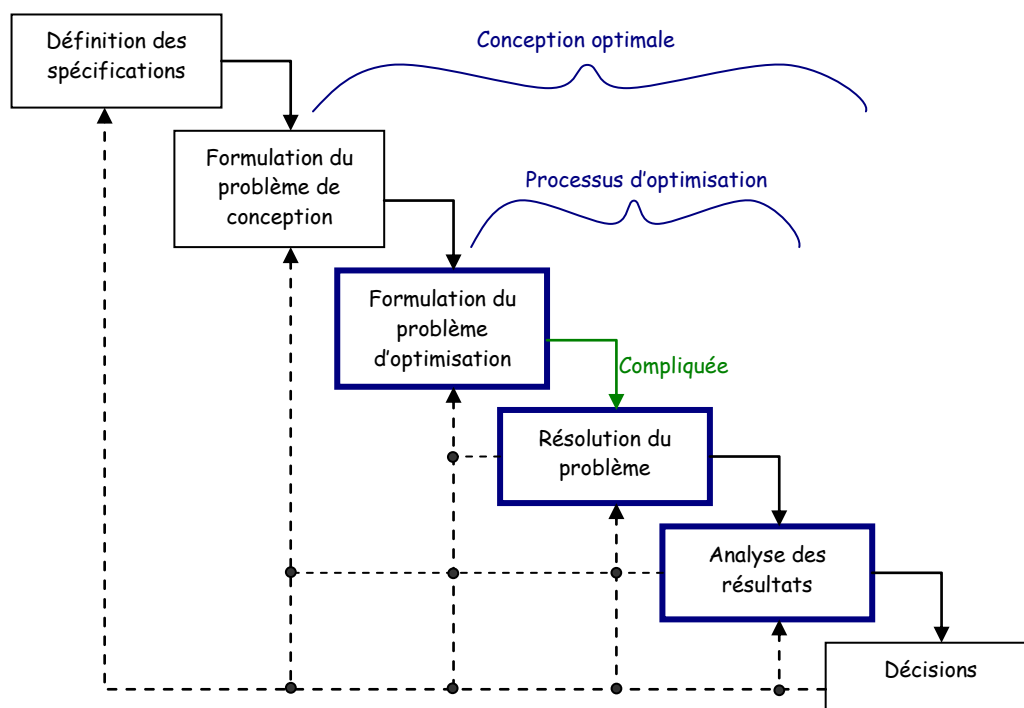 Définition des
spécifications
Conception optimale
Formulation du
problème de
conception
Processus d'optimisation
Formulation du
problème
d'optimisation
Compliquée
Résolution du
problème
Analyse des
résultats
Décisions